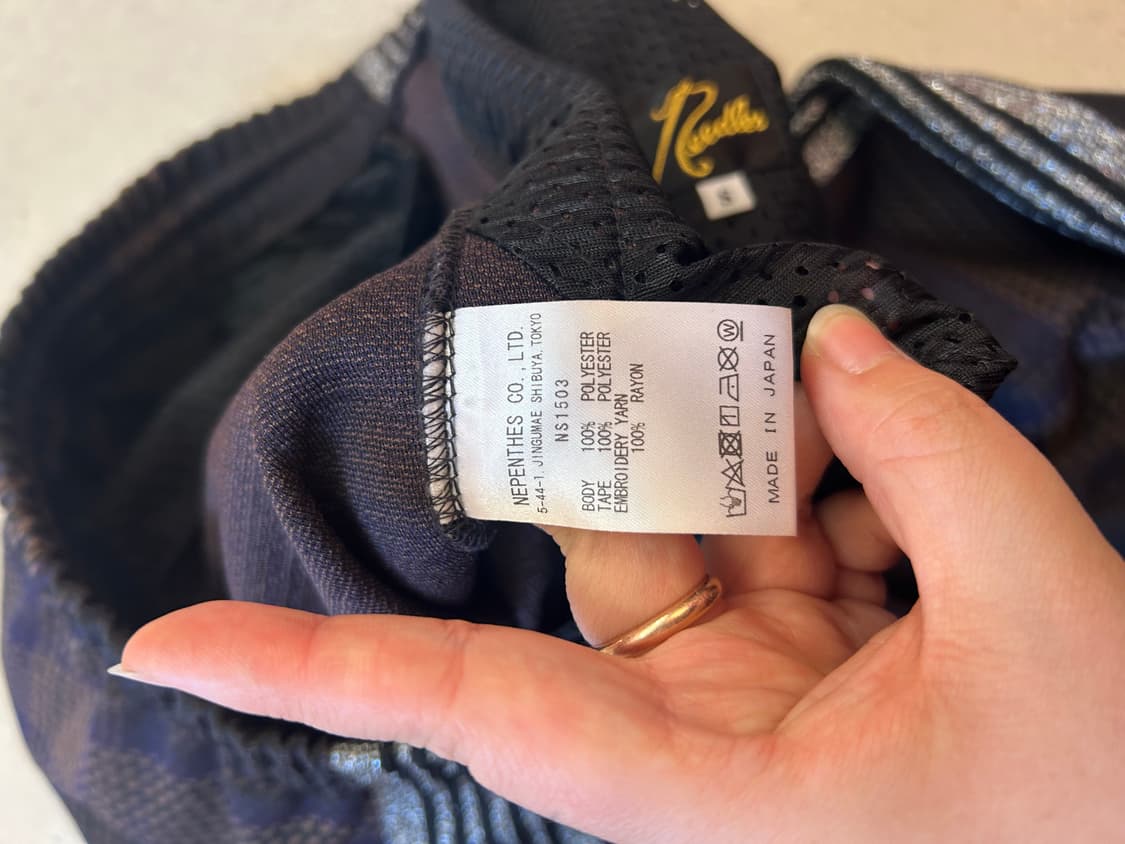 Needles
S
NEPENTHES CO.,LTD.
5-44-1, JINGUMAE SHIBUYA, TOKYO
NS1503
BODY 100% POLYESTER
TAPE 100% POLYESTER
EMBROIDERY YARN
100% RAYON
W
MADE IN JAPAN